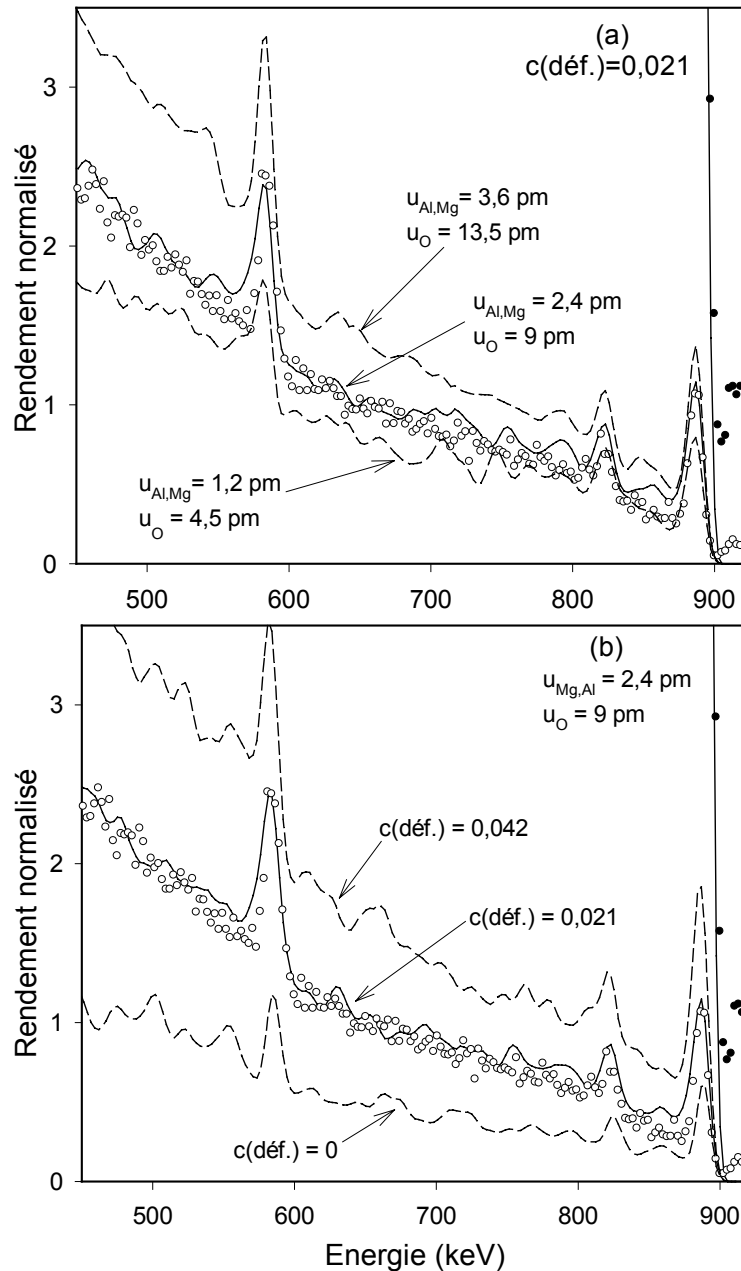 (a)
c(déf.)=0,021
3
2
1
0
Rendement normalisé
u_Al,Mg = 3,6 pm
u_O = 13,5 pm
u_Al,Mg = 2,4 pm
u_O = 9 pm
u_Al,Mg = 1,2 pm
u_O = 4,5 pm
500 600 700 800 900
(b)
u_Mg,Al = 2,4 pm
u_O = 9 pm
3
2
1
0
Rendement normalisé
c(déf.) = 0,042
c(déf.) = 0,021
c(déf.) = 0
500 600 700 800 900
Energie (keV)